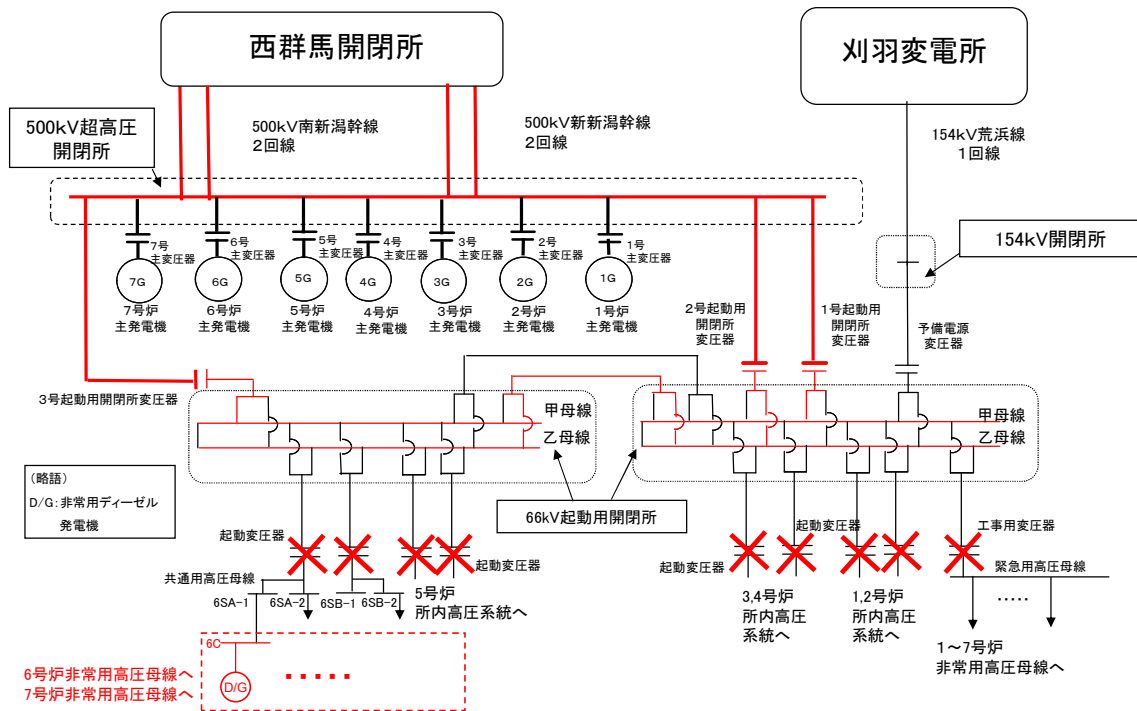 西群馬開閉所
刈羽変電所
500kV超高圧
開閉所
500kV南新潟幹線
2回線
500kV新新潟幹線
2回線
154kV荒浜線
1回線
154kV開閉所
7号
主変圧器
6号
主変圧器
5号
主変圧器
4号
主変圧器
3号
主変圧器
2号
主変圧器
1号
主変圧器
7G
6G
5G
4G
3G
2G
1G
7号炉
主発電機
6号炉
主発電機
5号炉
主発電機
4号炉
主発電機
3号炉
主発電機
2号炉
主発電機
1号炉
主発電機
2号起動用
開閉所
変圧器
1号起動用
開閉所
変圧器
予備電源
変圧器
3号起動用開閉所変圧器
甲母線
乙母線
甲母線
乙母線
(略語)
D/G:非常用ディーゼル
発電機
66kV起動用開閉所
起動変圧器
起動変圧器
起動変圧器
起動変圧器
工事用変圧器
共通用高圧母線
6SA-1
6SA-2
6SB-1
6SB-2
5号炉
所内高圧
系統へ
3,4号炉
所内高圧
系統へ
1,2号炉
所内高圧
系統へ
緊急用高圧母線
.....
1~7号炉
非常用高圧母線へ
6C
D/G
.....
6号炉非常用高圧母線へ
7号炉非常用高圧母線へ